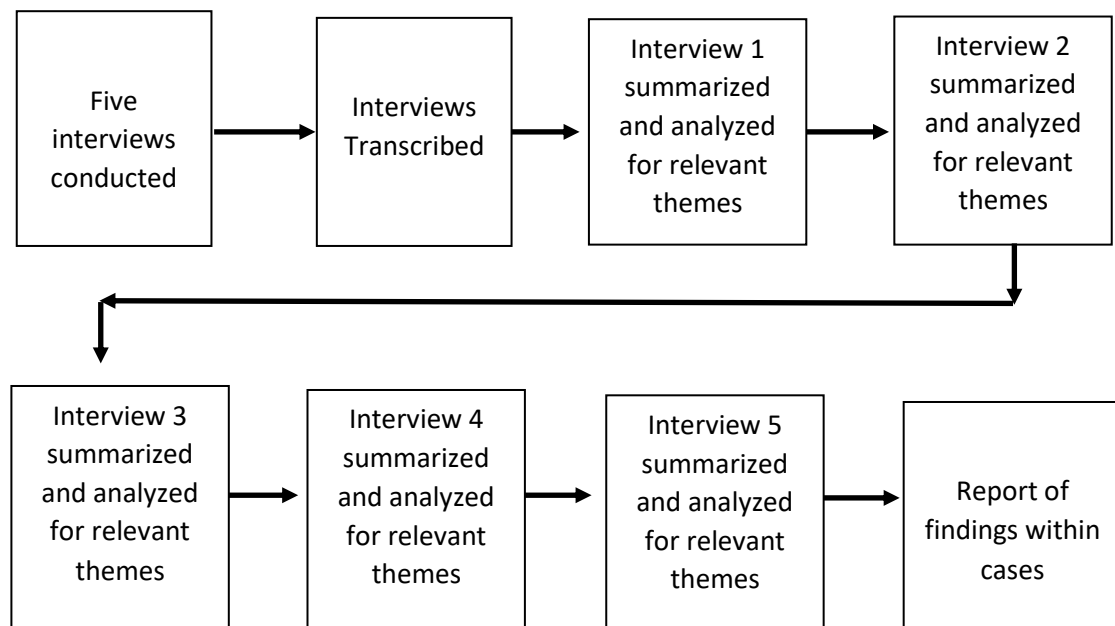 Five
interviews
conducted
Interviews
Transcribed
Interview 1
summarized
and analyzed
for relevant
themes
Interview 2
summarized
and analyzed
for relevant
themes
Interview 3
summarized
and analyzed
for relevant
themes
Interview 4
summarized
and analyzed
for relevant
themes
Interview 5
summarized
and analyzed
for relevant
themes
Report of
findings within
cases